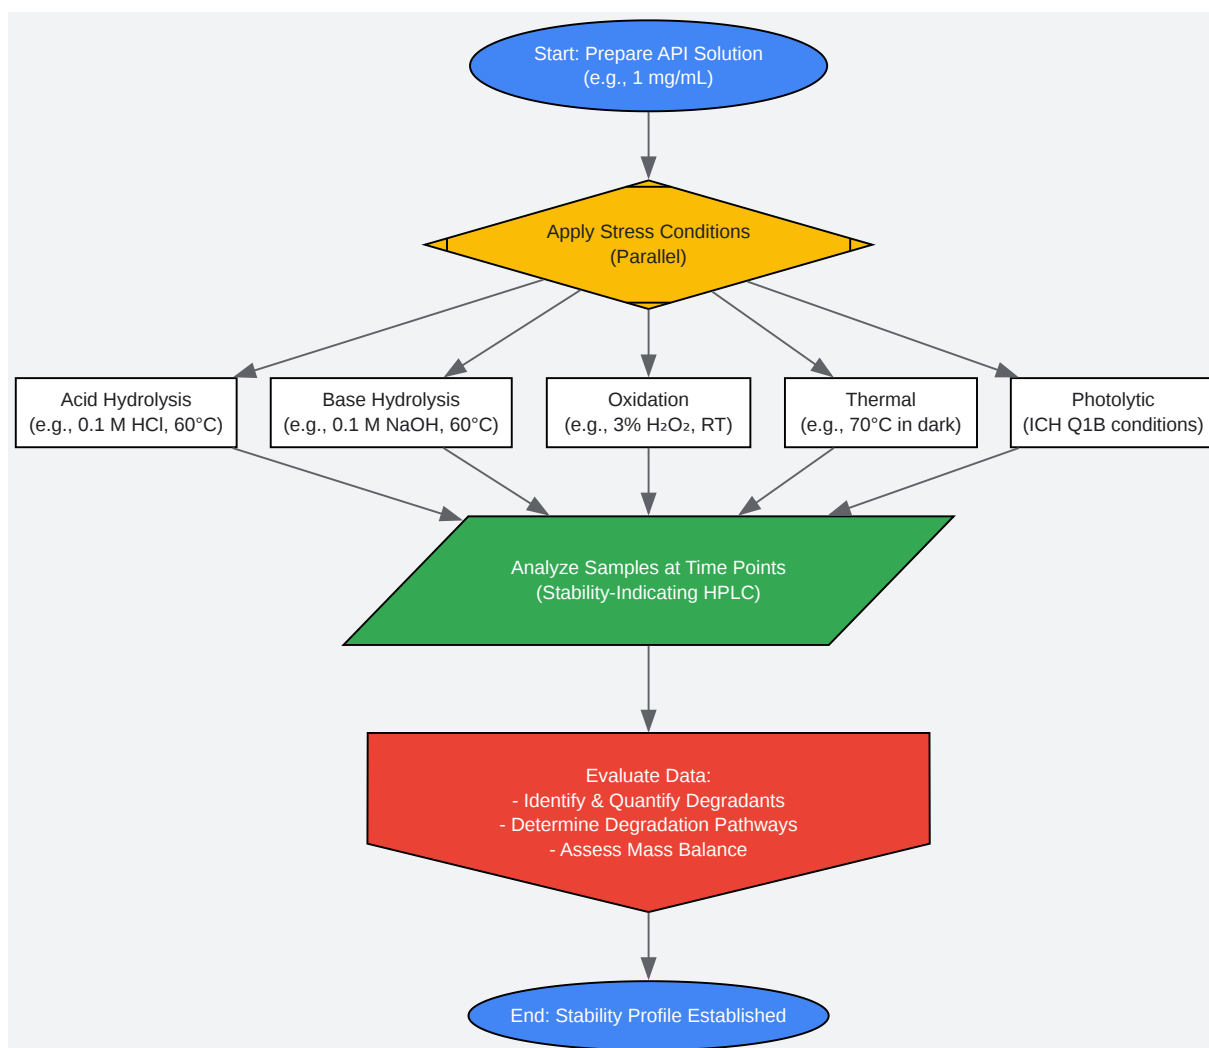 Start: Prepare API Solution
(e.g., 1 mg/mL)
Apply Stress Conditions
(Parallel)
Acid Hydrolysis
(e.g., 0.1 M HCl, 60°C)
Base Hydrolysis
(e.g., 0.1 M NaOH, 60°C)
Oxidation
(e.g., 3% H₂O₂, RT)
Thermal
(e.g., 70°C in dark)
Photolytic
(ICH Q1B conditions)
Analyze Samples at Time Points
(Stability-Indicating HPLC)
Evaluate Data:
- Identify & Quantify Degradants
- Determine Degradation Pathways
- Assess Mass Balance
End: Stability Profile Established